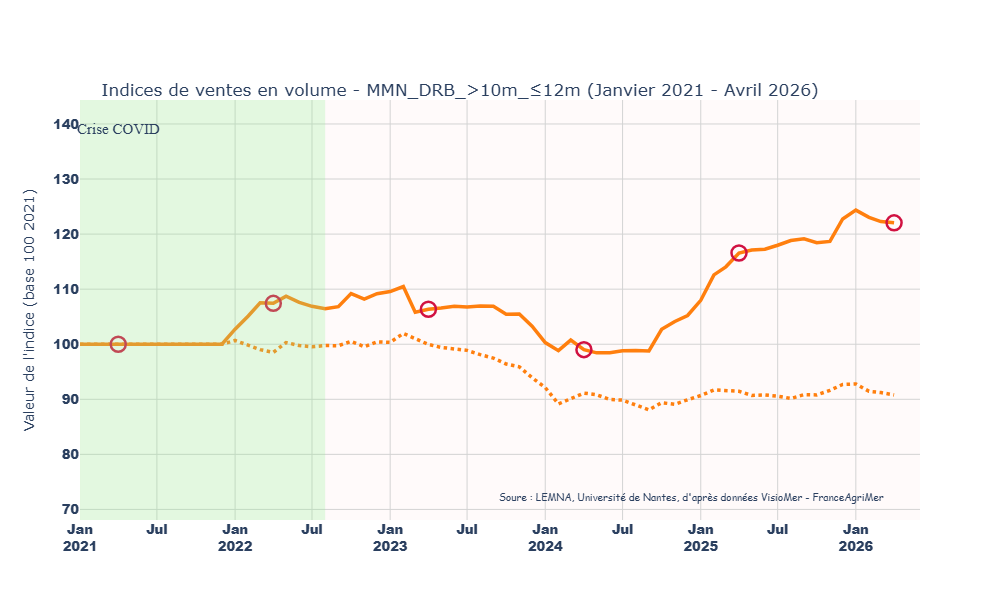 Indices de ventes en volume - MMN_DRB_>10m_≤12m (Janvier 2021 - Avril 2026)
Crise COVID
Valeur de l'indice (base 100 2021)
140
130
120
110
100
90
80
70
Soure : LEMNA, Université de Nantes, d'après données VisioMer - FranceAgriMer
Jan Jul Jan Jul Jan Jul Jan Jul Jan Jul Jan
2021 2022 2023 2024 2025 2026